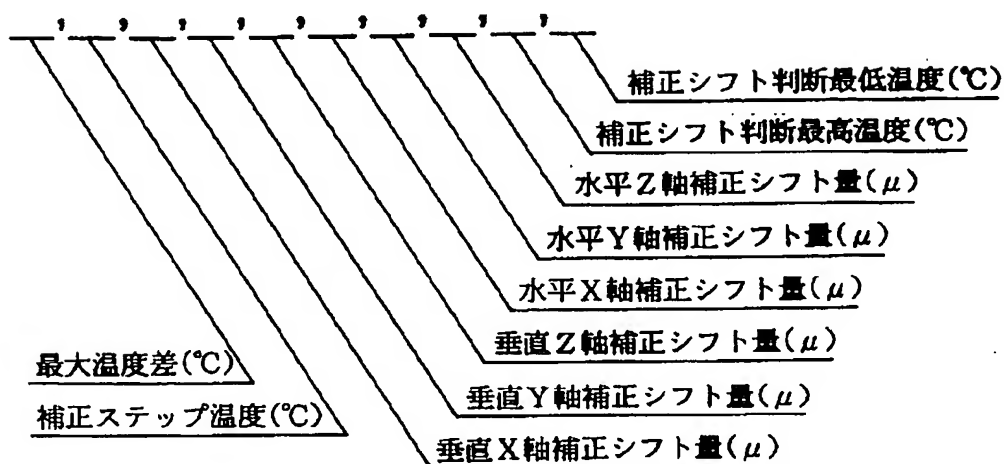 ＿,＿,＿,＿,＿,＿,＿,＿,＿,＿
補正シフト判断最低温度(℃)
補正シフト判断最高温度(℃)
水平Z軸補正シフト量(μ)
水平Y軸補正シフト量(μ)
水平X軸補正シフト量(μ)
垂直Z軸補正シフト量(μ)
最大温度差(℃)
垂直Y軸補正シフト量(μ)
補正ステップ温度(℃)
垂直X軸補正シフト量(μ)